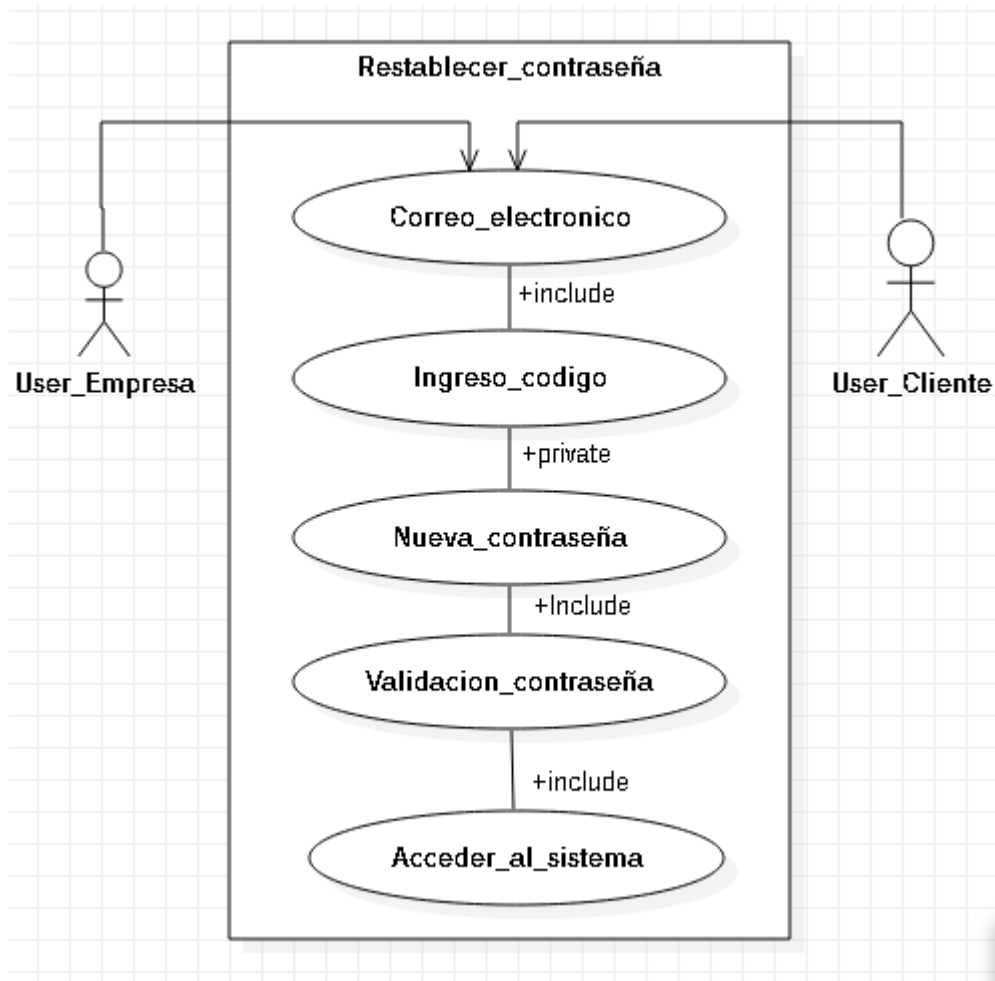 Restablecer_contraseña
Correo_electronico
+include
Ingreso_codigo
User_Empresa
User_Cliente
+private
Nueva_contraseña
+Include
Validacion_contraseña
+include
Acceder_al_sistema